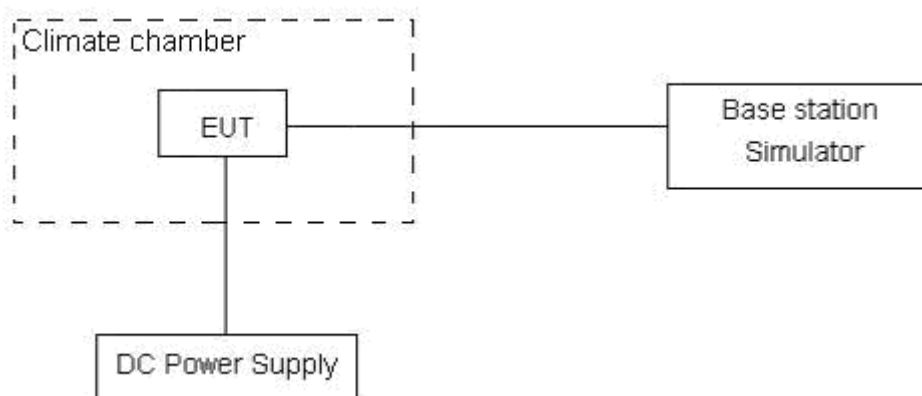 Climate chamber
EUT
Base station
Simulator
DC Power Supply